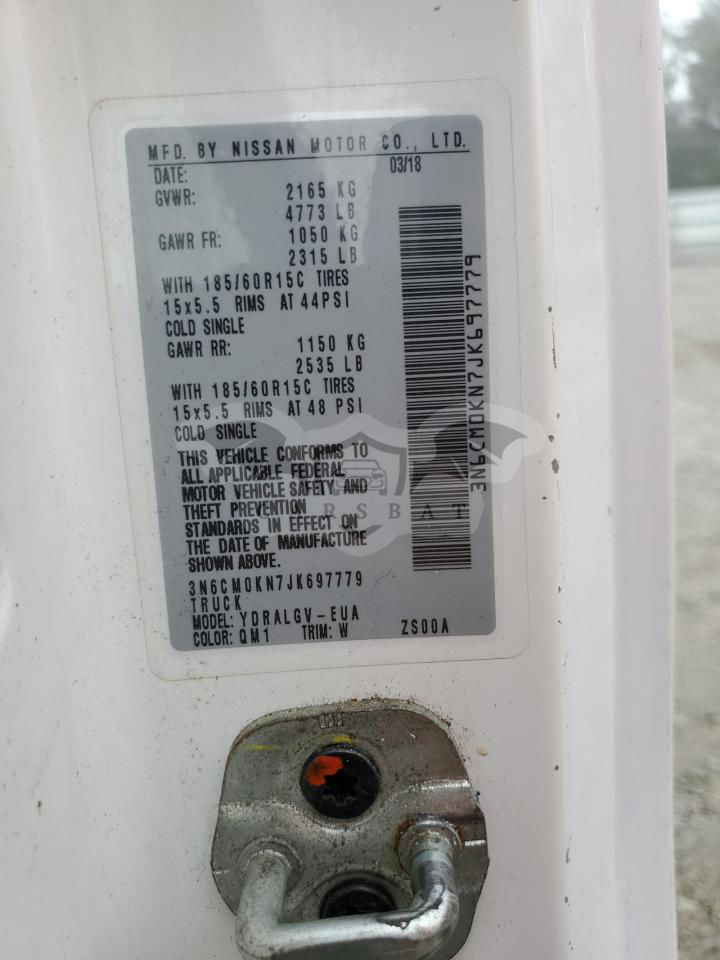 MFD. BY NISSAN MOTOR CO., LTD.
DATE: 03/18
GVWR: 2165 KG
4773 LB
GAWR FR: 1050 KG
2315 LB
WITH 185/60R15C TIRES
15x5.5 RIMS AT 44PSI
COLD SINGLE
GAWR RR: 1150 KG
2535 LB
WITH 185/60R15C TIRES
15x5.5 RIMS AT 48 PSI
COLD SINGLE
THIS VEHICLE CONFORMS TO
ALL APPLICABLE FEDERAL
MOTOR VEHICLE SAFETY AND
THEFT PREVENTION
STANDARDS IN EFFECT ON
THE DATE OF MANUFACTURE
SHOWN ABOVE.
3N6CM0KN7JK697779
TRUCK
MODEL: YDRALGV-EUA
COLOR: QM1 TRIM: W ZS00A
3N6CM0KN7JK697779